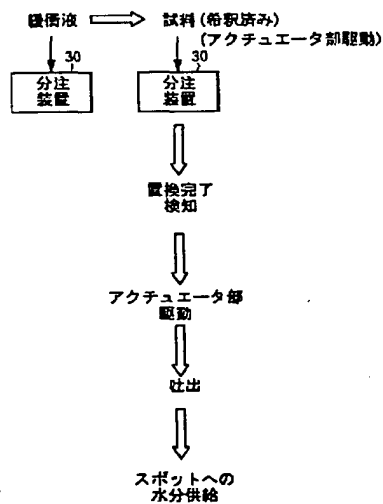 緩衝液 試料(希釈済み)
(アクチュエータ部駆動)
30 30
分注 分注
装置 装置
置換完了
検知
アクチュエータ部
駆動
吐出
スポットへの
水分供給